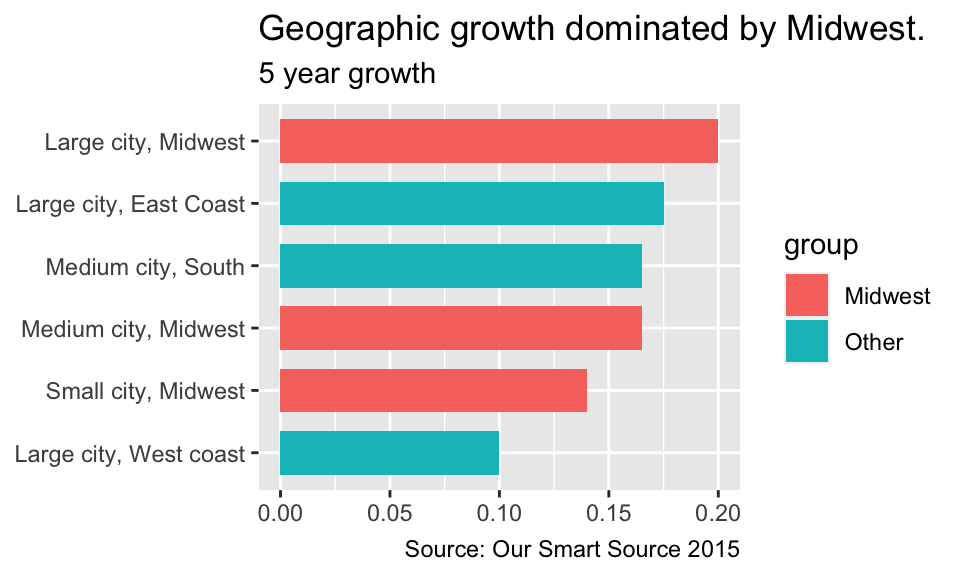 Geographic growth dominated by Midwest.
5 year growth
Large city, Midwest
Large city, East Coast
Medium city, South
Medium city, Midwest
Small city, Midwest
Large city, West coast
0.00 0.05 0.10 0.15 0.20
Source: Our Smart Source 2015
group
Midwest
Other